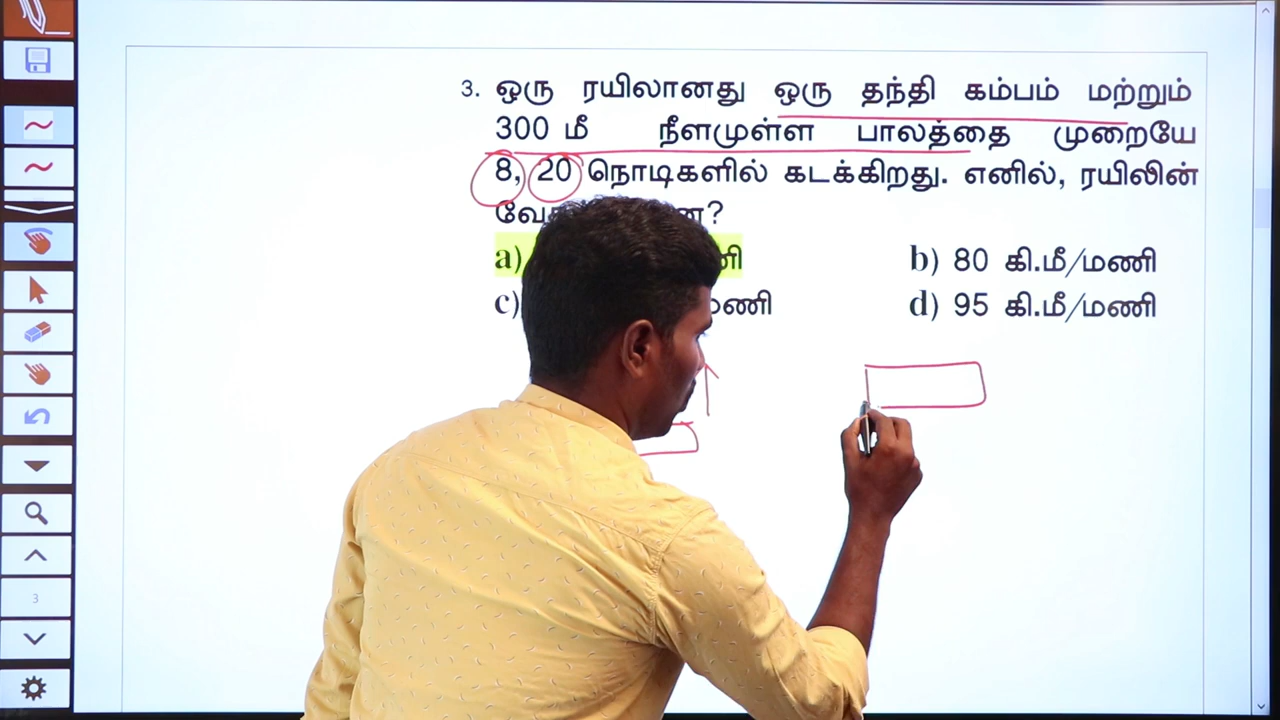 3. ஒரு ரயிலானது ஒரு தந்தி கம்பம் மற்றும்
300 மீ நீளமுள்ள பாலத்தை முறையே
8, 20 நொடிகளில் கடக்கிறது. எனில், ரயிலின்
a) b) 80 கி.மீ/மணி
c) d) 95 கி.மீ/மணி
3